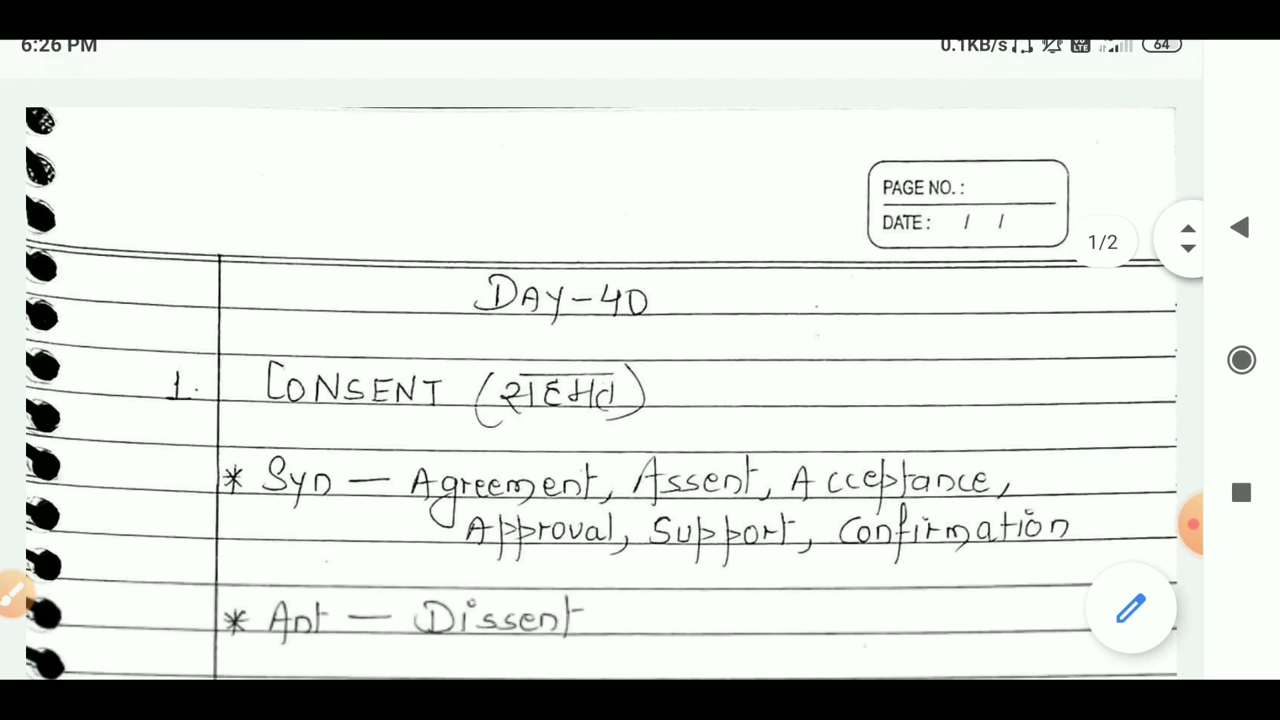 6:26 PM
0.1KB/s 64
PAGE NO. :
DATE : / /
1/2
DAY-40
1. CONSENT (सहमत)
* Syn — Agreement, Assent, Acceptance,
Approval, Support, Confirmation
* Ant — Dissent